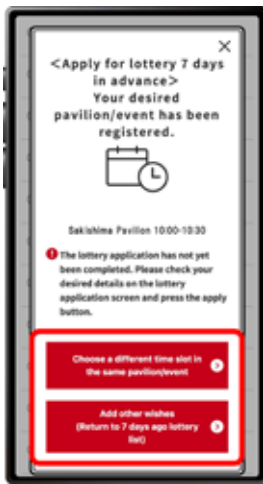 <Apply for lottery 7 days
in advance>
Your desired
pavilion/event has been
registered.
Sakishima Pavilion 10:00-10:30
The lottery application has not yet
been completed. Please check your
desired details on the lottery
application screen and press the apply
button.
Choose a different time slot in
the same pavilion/event
Add other wishes
(Return to 7 days ago lottery
list)